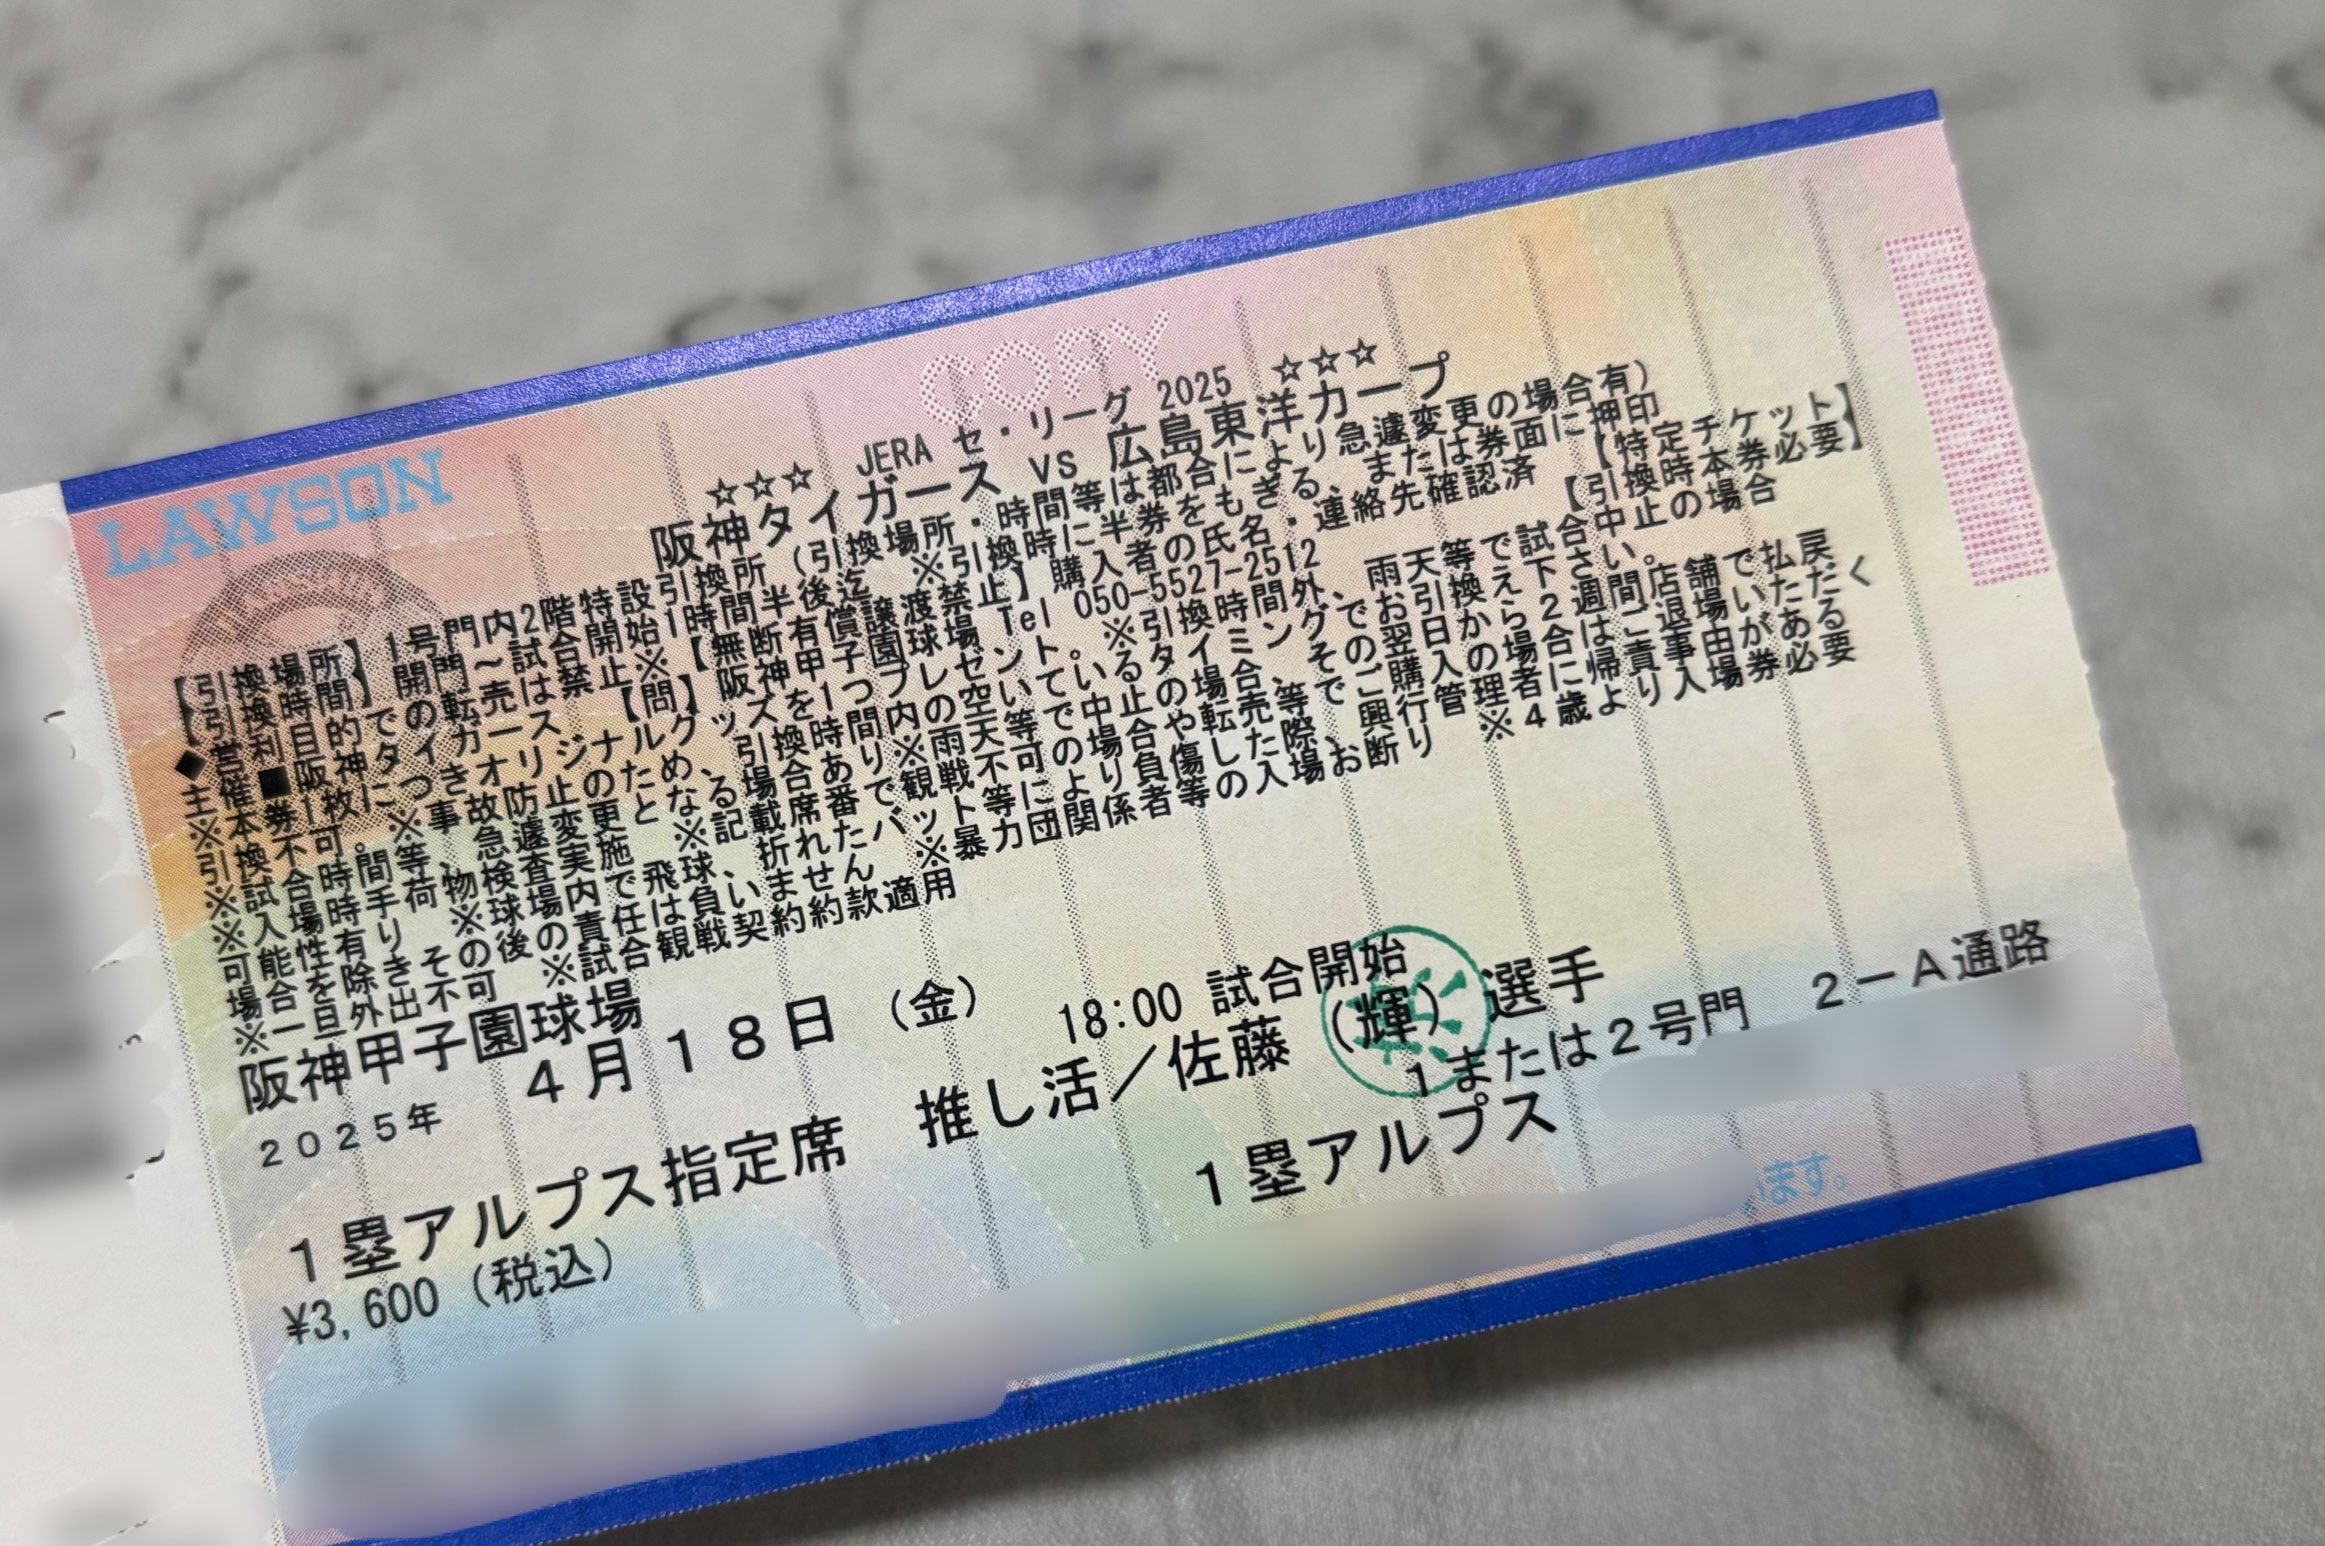 LAWSON
COPY
☆☆☆ JERA セ・リーグ 2025 ☆☆☆
阪神タイガース VS 広島東洋カープ
【引換場所】1号門内2階特設引換所(引換場所・時間等は都合により急遽変更の場合有)
【引換時間】開門～試合開始1時間半後迄 ※引換時に半券をもぎる、または券面に押印
◆営利目的での転売は禁止※【無断有償譲渡禁止】購入者の氏名・連絡先確認済 【特定チケット】
主催■阪神タイガース 【問】阪神甲子園球場 Tel 050-5527-2512 【引換時本券必要】
※本券1枚につきオリジナルグッズを1つプレゼント。※引換時間外、雨天等で試合中止の場合
引換不可。※事故防止のため、引換時間内の空いているタイミングでお引換え下さい。
※試合時間等、急遽変更となる場合あり※雨天等での中止の場合、その翌日から2週間店舗で払戻
※入場時手荷物検査実施 ※記載席番で観戦不可の場合や転売等でのご購入の場合はご退場いただく
可能性有り ※球場内で飛球、折れたバット等により負傷した際、興行管理者に帰責事由がある
場合を除きその後の責任は負いません ※暴力団関係者等の入場お断り ※4歳より入場券必要
※一旦外出不可 ※試合観戦契約約款適用
阪神甲子園球場
2025年 4月18日(金) 18:00 試合開始
1塁アルプス指定席 推し活／佐藤(輝)選手
¥3,600(税込) 1または2号門 2－A通路
1塁アルプス
ます。